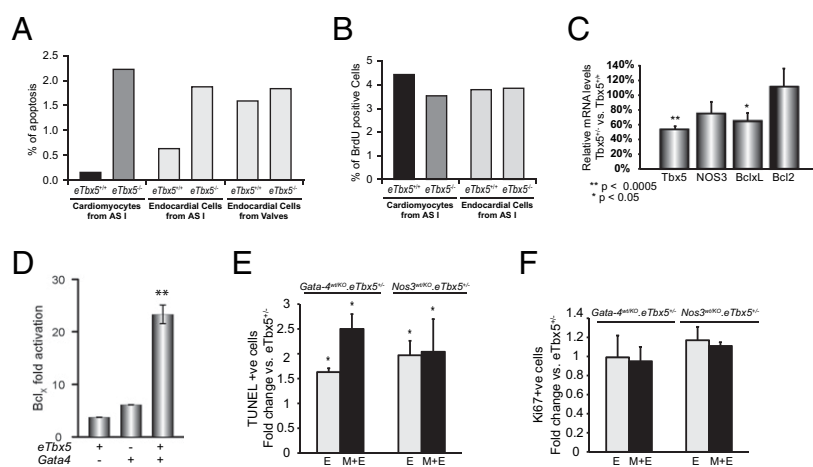 A
% of apoptosis
2.5
2.0
1.5
1.0
0.5
0.0
eTbx5+/+ eTbx5-/- eTbx5+/+ eTbx5-/- eTbx5+/+ eTbx5-/-
Cardiomyocytes from AS I
Endocardial Cells from AS I
Endocardial Cells from Valves
B
% of BrdU positive Cells
5
4
3
2
1
0
eTbx5+/+ eTbx5-/- eTbx5+/+ eTbx5-/-
Cardiomyocytes from AS I
Endocardial Cells from AS I
C
Relative mRNA levels
Tbx5+/- vs. Tbx5+/+
140%
120%
100%
80%
60%
40%
20%
0%
** *
Tbx5 NOS3 BclxL Bcl2
** p < 0.0005
* p < 0.05
D
Bclx fold activation
30
20
10
0
**
eTbx5 + - +
Gata4 - + +
E
Gata-4wt/KO.eTbx5+/- Nos3wt/KO.eTbx5+/-
TUNEL +ve cells
Fold change vs. eTbx5+/-
3
2.5
2
1.5
1
0.5
0
* * * *
E M+E E M+E
F
Gata-4wt/KO.eTbx5+/- Nos3wt/KO.eTbx5+/-
Ki67+ve cells
Fold change vs. eTbx5+/-
1.4
1.2
1
0.8
0.6
0.4
0.2
0
E M+E E M+E